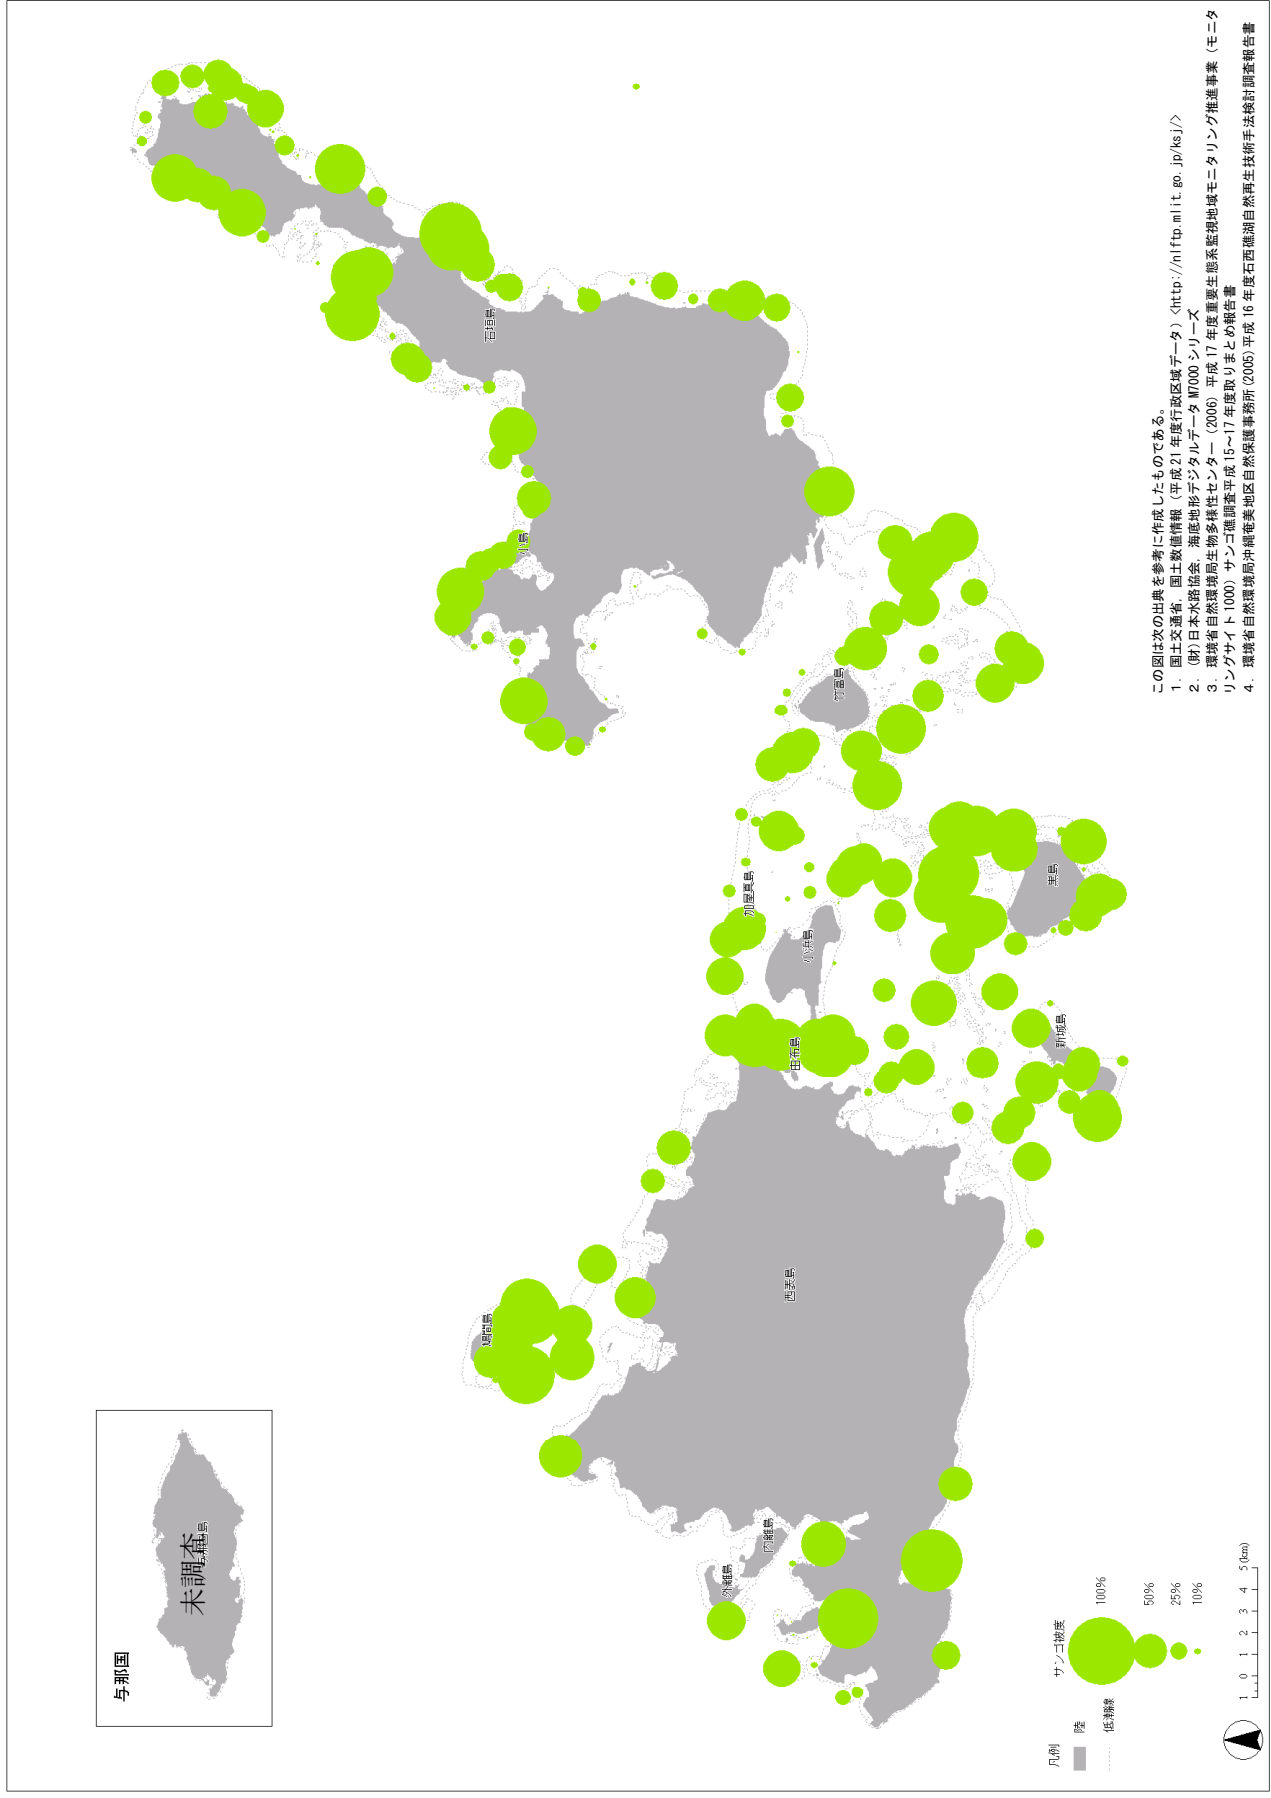 与那国
未調査
石垣島
小島
竹富島
加屋真島
小浜島
由布島
黒島
新城島
西表島
鳩間島
内離島
外離島
この図は次の出典を参考に作成したものである。
1. 国土交通省, 国土数値情報（平成21年度行政区域データ）<http://nlftp.mlit.go.jp/ksj/>
2. （財）日本水路協会, 海底地形デジタルデータ M7000 シリーズ
3. 環境省自然環境局生物多様性センター（2006）平成17年度重要生態系監視地域モニタリング推進事業（モニタ
リングサイト1000）サンゴ礁調査平成15～17年度取りまとめ報告書
4. 環境省自然環境局沖縄奄美地区自然保護事務所(2005)平成16年度石西礁湖自然再生技術手法検討調査報告書
凡例
陸
低潮線
サンゴ被度
100%
50%
25%
10%
1 0 1 2 3 4 5(km)